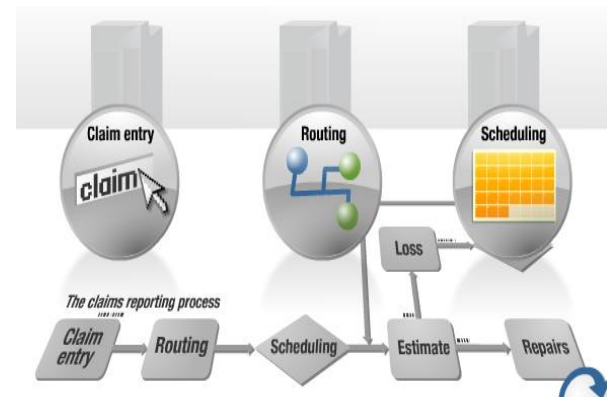 Claim entry
Routing
Scheduling
claim
Loss
The claims reporting process
Claim
entry
Routing
Scheduling
Estimate
Repairs